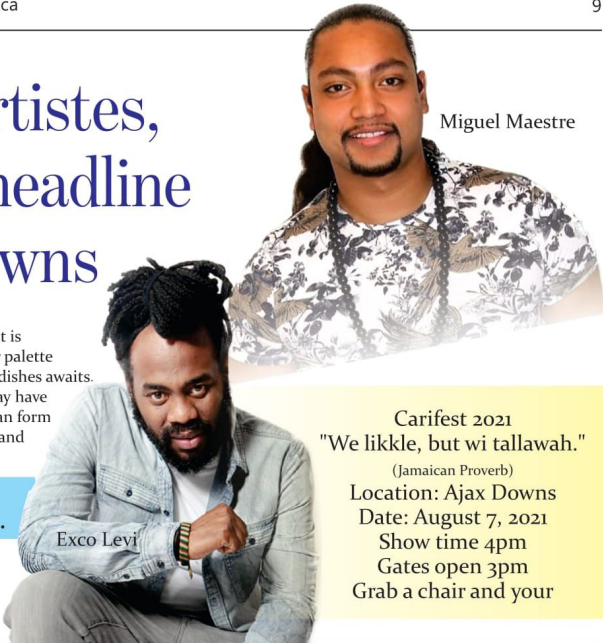 ca
9
rtistes,
headline
wns
t is
palette
dishes awaits.
ay have
an form
and
.
Miguel Maestre
Exco Levi
Carifest 2021
"We likkle, but wi tallawah."
(Jamaican Proverb)
Location: Ajax Downs
Date: August 7, 2021
Show time 4pm
Gates open 3pm
Grab a chair and your